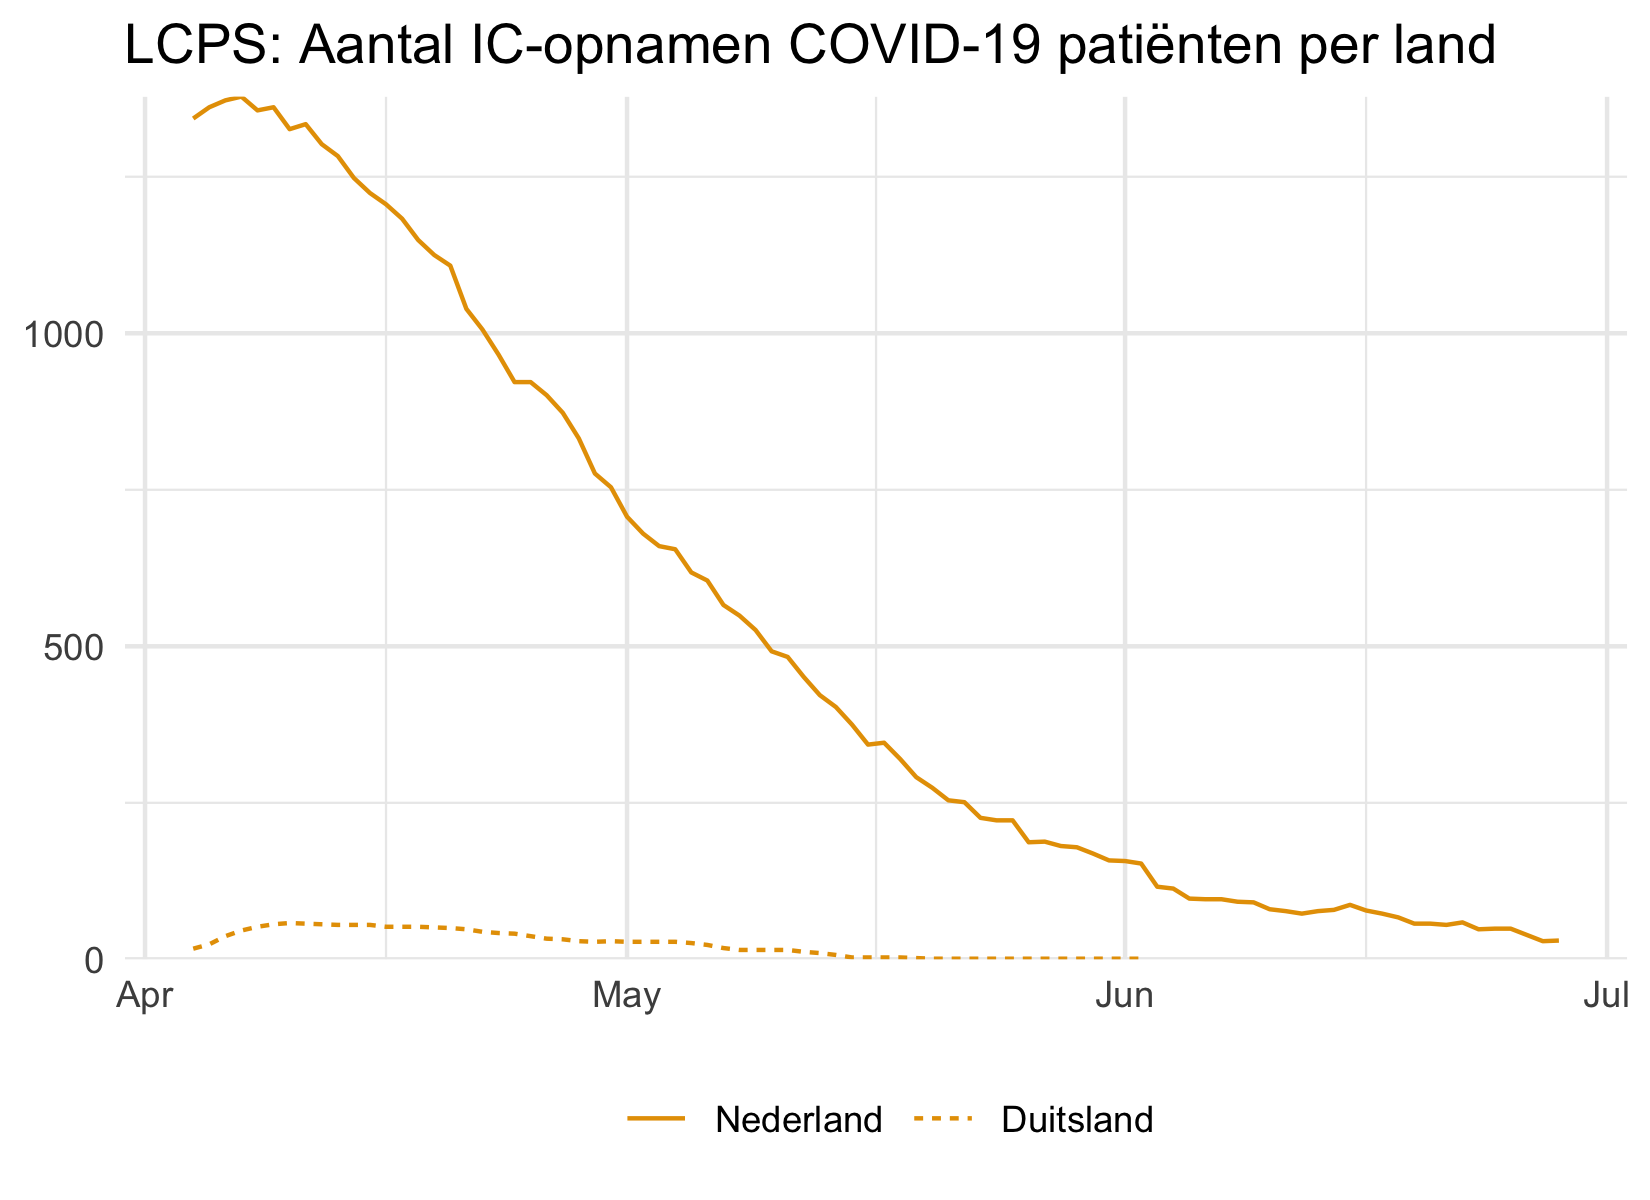 LCPS: Aantal IC-opnamen COVID-19 patiënten per land
1000
500
0
Apr May Jun Jul
Nederland Duitsland